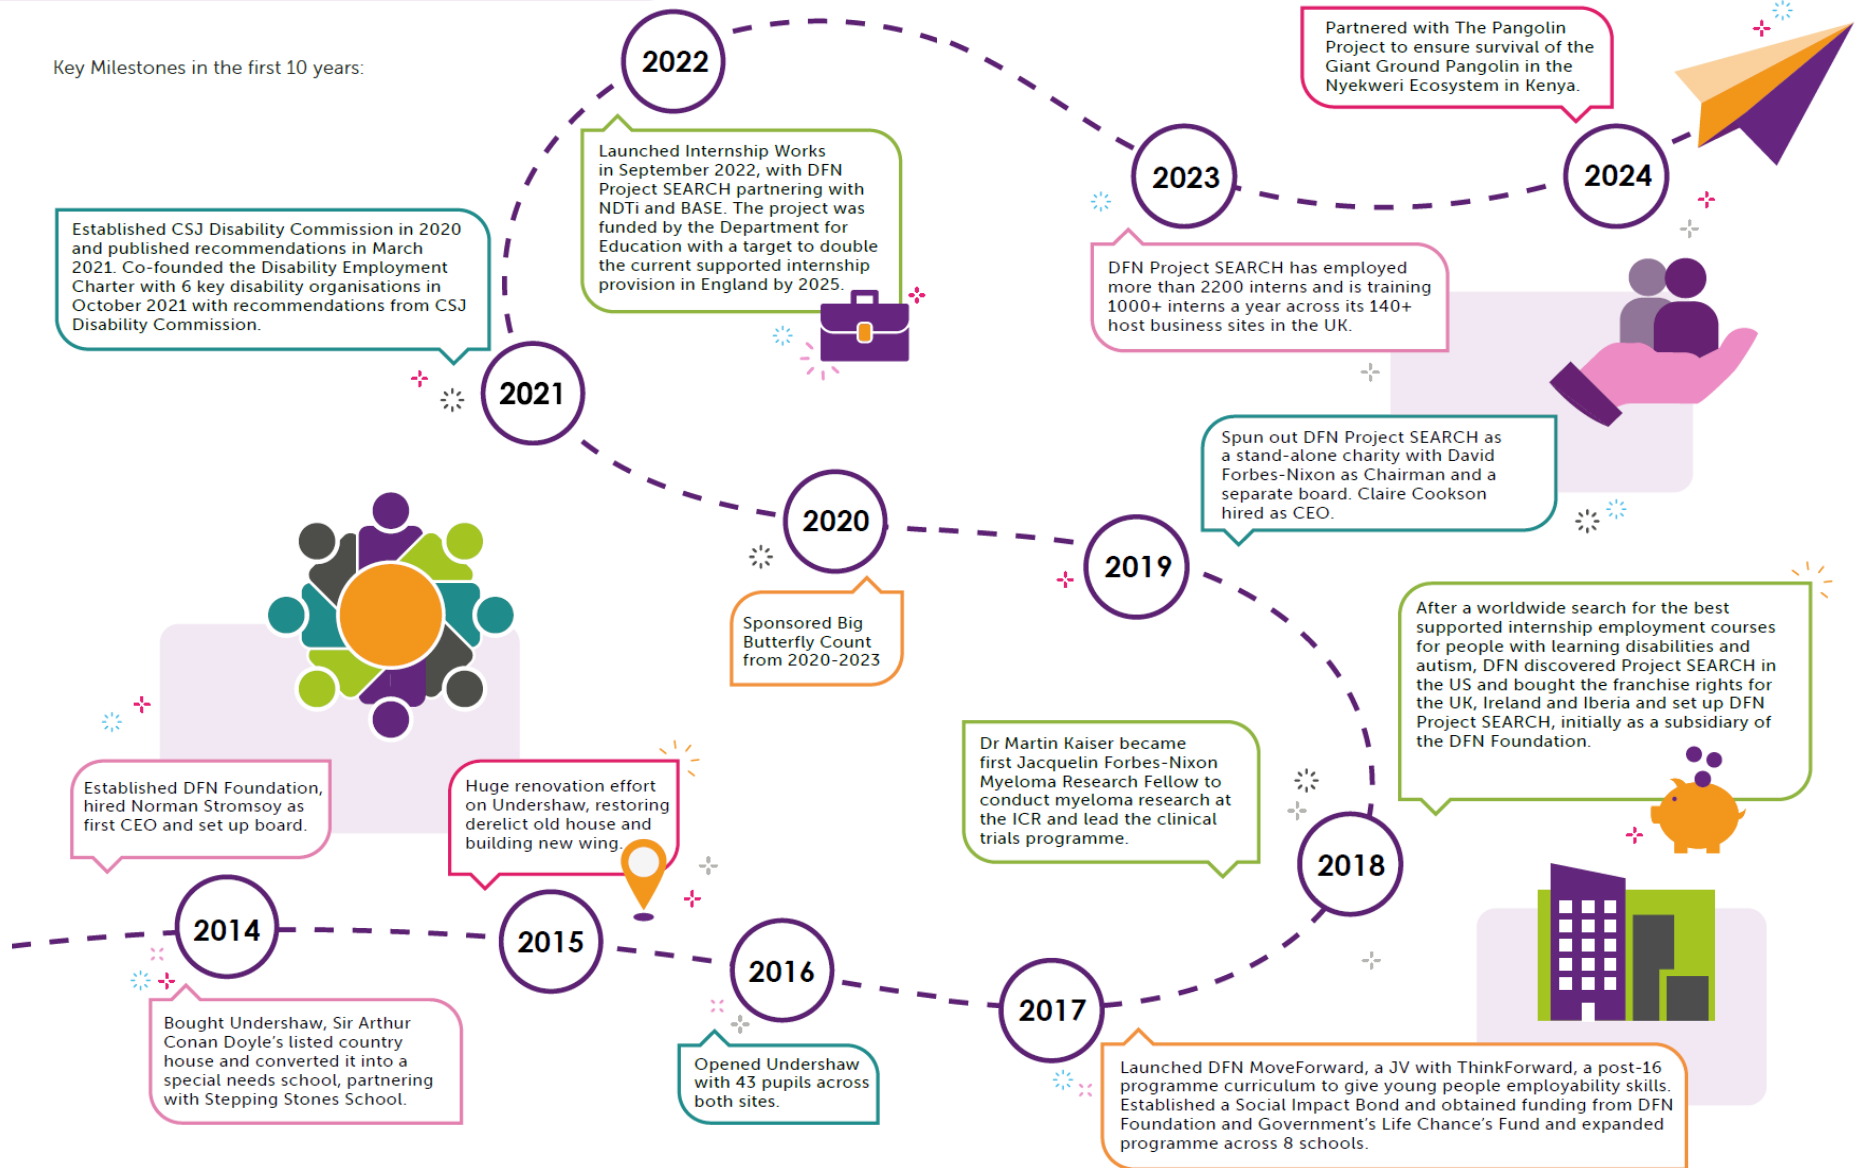 Key Milestones in the first 10 years:
2022
Launched Internship Works
in September 2022, with DFN
Project SEARCH partnering with
NDTi and BASE. The project was
funded by the Department for
Education with a target to double
the current supported internship
provision in England by 2025.
Partnered with The Pangolin
Project to ensure survival of the
Giant Ground Pangolin in the
Nyekweri Ecosystem in Kenya.
2023
2024
DFN Project SEARCH has employed
more than 2200 interns and is training
1000+ interns a year across its 140+
host business sites in the UK.
Established CSJ Disability Commission in 2020
and published recommendations in March
2021. Co-founded the Disability Employment
Charter with 6 key disability organisations in
October 2021 with recommendations from CSJ
Disability Commission.
2021
2020
Sponsored Big
Butterfly Count
from 2020-2023
Spun out DFN Project SEARCH as
a stand-alone charity with David
Forbes-Nixon as Chairman and a
separate board. Claire Cookson
hired as CEO.
2019
After a worldwide search for the best
supported internship employment courses
for people with learning disabilities and
autism, DFN discovered Project SEARCH in
the US and bought the franchise rights for
the UK, Ireland and Iberia and set up DFN
Project SEARCH, initially as a subsidiary of
the DFN Foundation.
Dr Martin Kaiser became
first Jacquelin Forbes-Nixon
Myeloma Research Fellow to
conduct myeloma research at
the ICR and lead the clinical
trials programme.
2018
Established DFN Foundation,
hired Norman Stromsoy as
first CEO and set up board.
Huge renovation effort
on Undershaw, restoring
derelict old house and
building new wing.
2014
2015
2016
2017
Bought Undershaw, Sir Arthur
Conan Doyle's listed country
house and converted it into a
special needs school, partnering
with Stepping Stones School.
Opened Undershaw
with 43 pupils across
both sites.
Launched DFN MoveForward, a JV with ThinkForward, a post-16
programme curriculum to give young people employability skills.
Established a Social Impact Bond and obtained funding from DFN
Foundation and Government's Life Chance's Fund and expanded
programme across 8 schools.